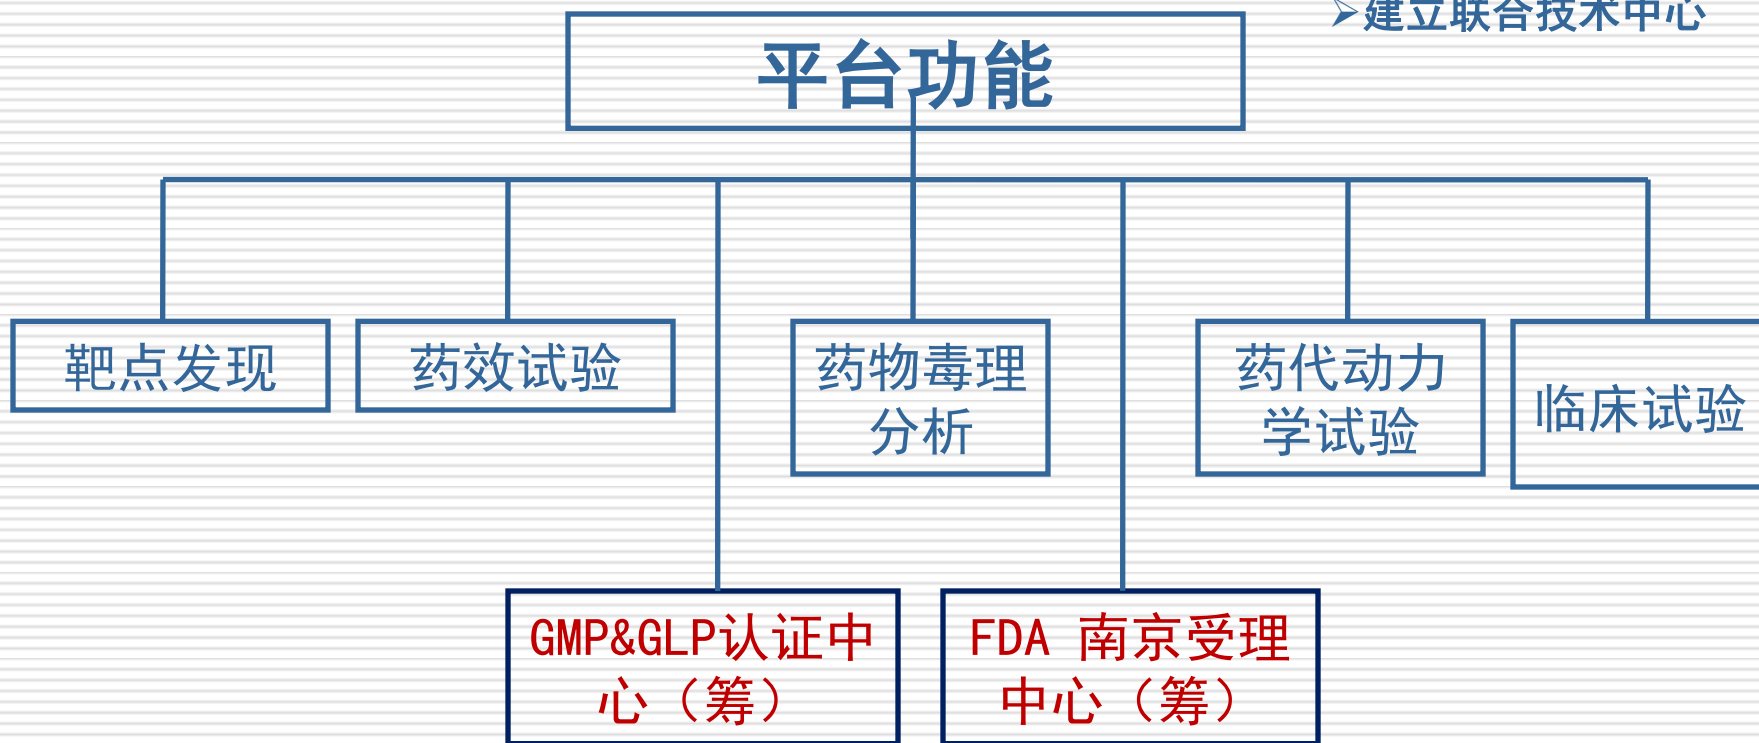 ➢建立联合技术中心
平台功能
靶点发现
药效试验
药物毒理
分析
药代动力
学试验
临床试验
GMP&GLP认证中
心（筹）
FDA 南京受理
中心（筹）